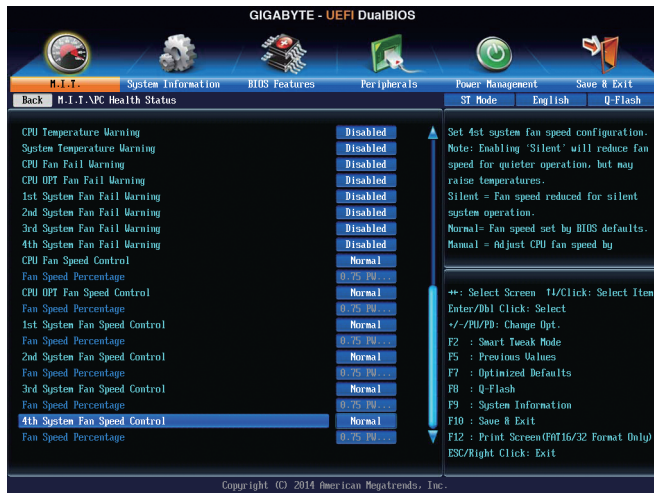 GIGABYTE - UEFI DualBIOS
M.I.T. System Information BIOS Features Peripherals Power Management Save & Exit
Back M.I.T.\PC Health Status ST Mode English Q-Flash
CPU Temperature Warning Disabled
System Temperature Warning Disabled
CPU Fan Fail Warning Disabled
CPU OPT Fan Fail Warning Disabled
1st System Fan Fail Warning Disabled
2nd System Fan Fail Warning Disabled
3rd System Fan Fail Warning Disabled
4th System Fan Fail Warning Disabled
CPU Fan Speed Control Normal
Fan Speed Percentage 0.75 PW...
CPU OPT Fan Speed Control Normal
Fan Speed Percentage 0.75 PW...
1st System Fan Speed Control Normal
Fan Speed Percentage 0.75 PW...
2nd System Fan Speed Control Normal
Fan Speed Percentage 0.75 PW...
3rd System Fan Speed Control Normal
Fan Speed Percentage 0.75 PW...
4th System Fan Speed Control Normal
Fan Speed Percentage 0.75 PW...
Set 4st system fan speed configuration.
Note: Enabling 'Silent' will reduce fan
speed for quieter operation, but may
raise temperatures.
Silent = Fan speed reduced for silent
system operation.
Normal= Fan speed set by BIOS defaults.
Manual = Adjust CPU fan speed by
↔: Select Screen ↑↓/Click: Select Item
Enter/Dbl Click: Select
+/-/PU/PD: Change Opt.
F2 : Smart Tweak Mode
F5 : Previous Values
F7 : Optimized Defaults
F8 : Q-Flash
F9 : System Information
F10 : Save & Exit
F12 : Print Screen(FAT16/32 Format Only)
ESC/Right Click: Exit
Copyright (C) 2014 American Megatrends, Inc.